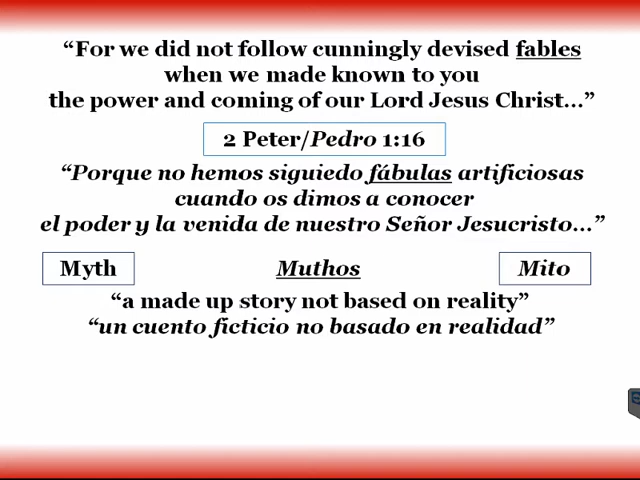 “For we did not follow cunningly devised fables
when we made known to you
the power and coming of our Lord Jesus Christ…”
2 Peter/Pedro 1:16
“Porque no hemos siguiedo fábulas artificiosas
cuando os dimos a conocer
el poder y la venida de nuestro Señor Jesucristo…”
Myth Muthos Mito
“a made up story not based on reality”
“un cuento ficticio no basado en realidad”